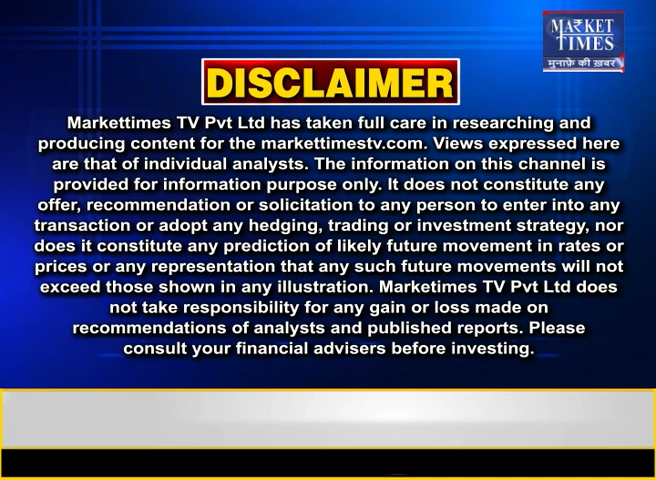 MA₹KET
TIMES
मुनाफ़े की ख़बर
DISCLAIMER
Markettimes TV Pvt Ltd has taken full care in researching and
producing content for the markettimestv.com. Views expressed here
are that of individual analysts. The information on this channel is
provided for information purpose only. It does not constitute any
offer, recommendation or solicitation to any person to enter into any
transaction or adopt any hedging, trading or investment strategy, nor
does it constitute any prediction of likely future movement in rates or
prices or any representation that any such future movements will not
exceed those shown in any illustration. Marketimes TV Pvt Ltd does
not take responsibility for any gain or loss made on
recommendations of analysts and published reports. Please
consult your financial advisers before investing.